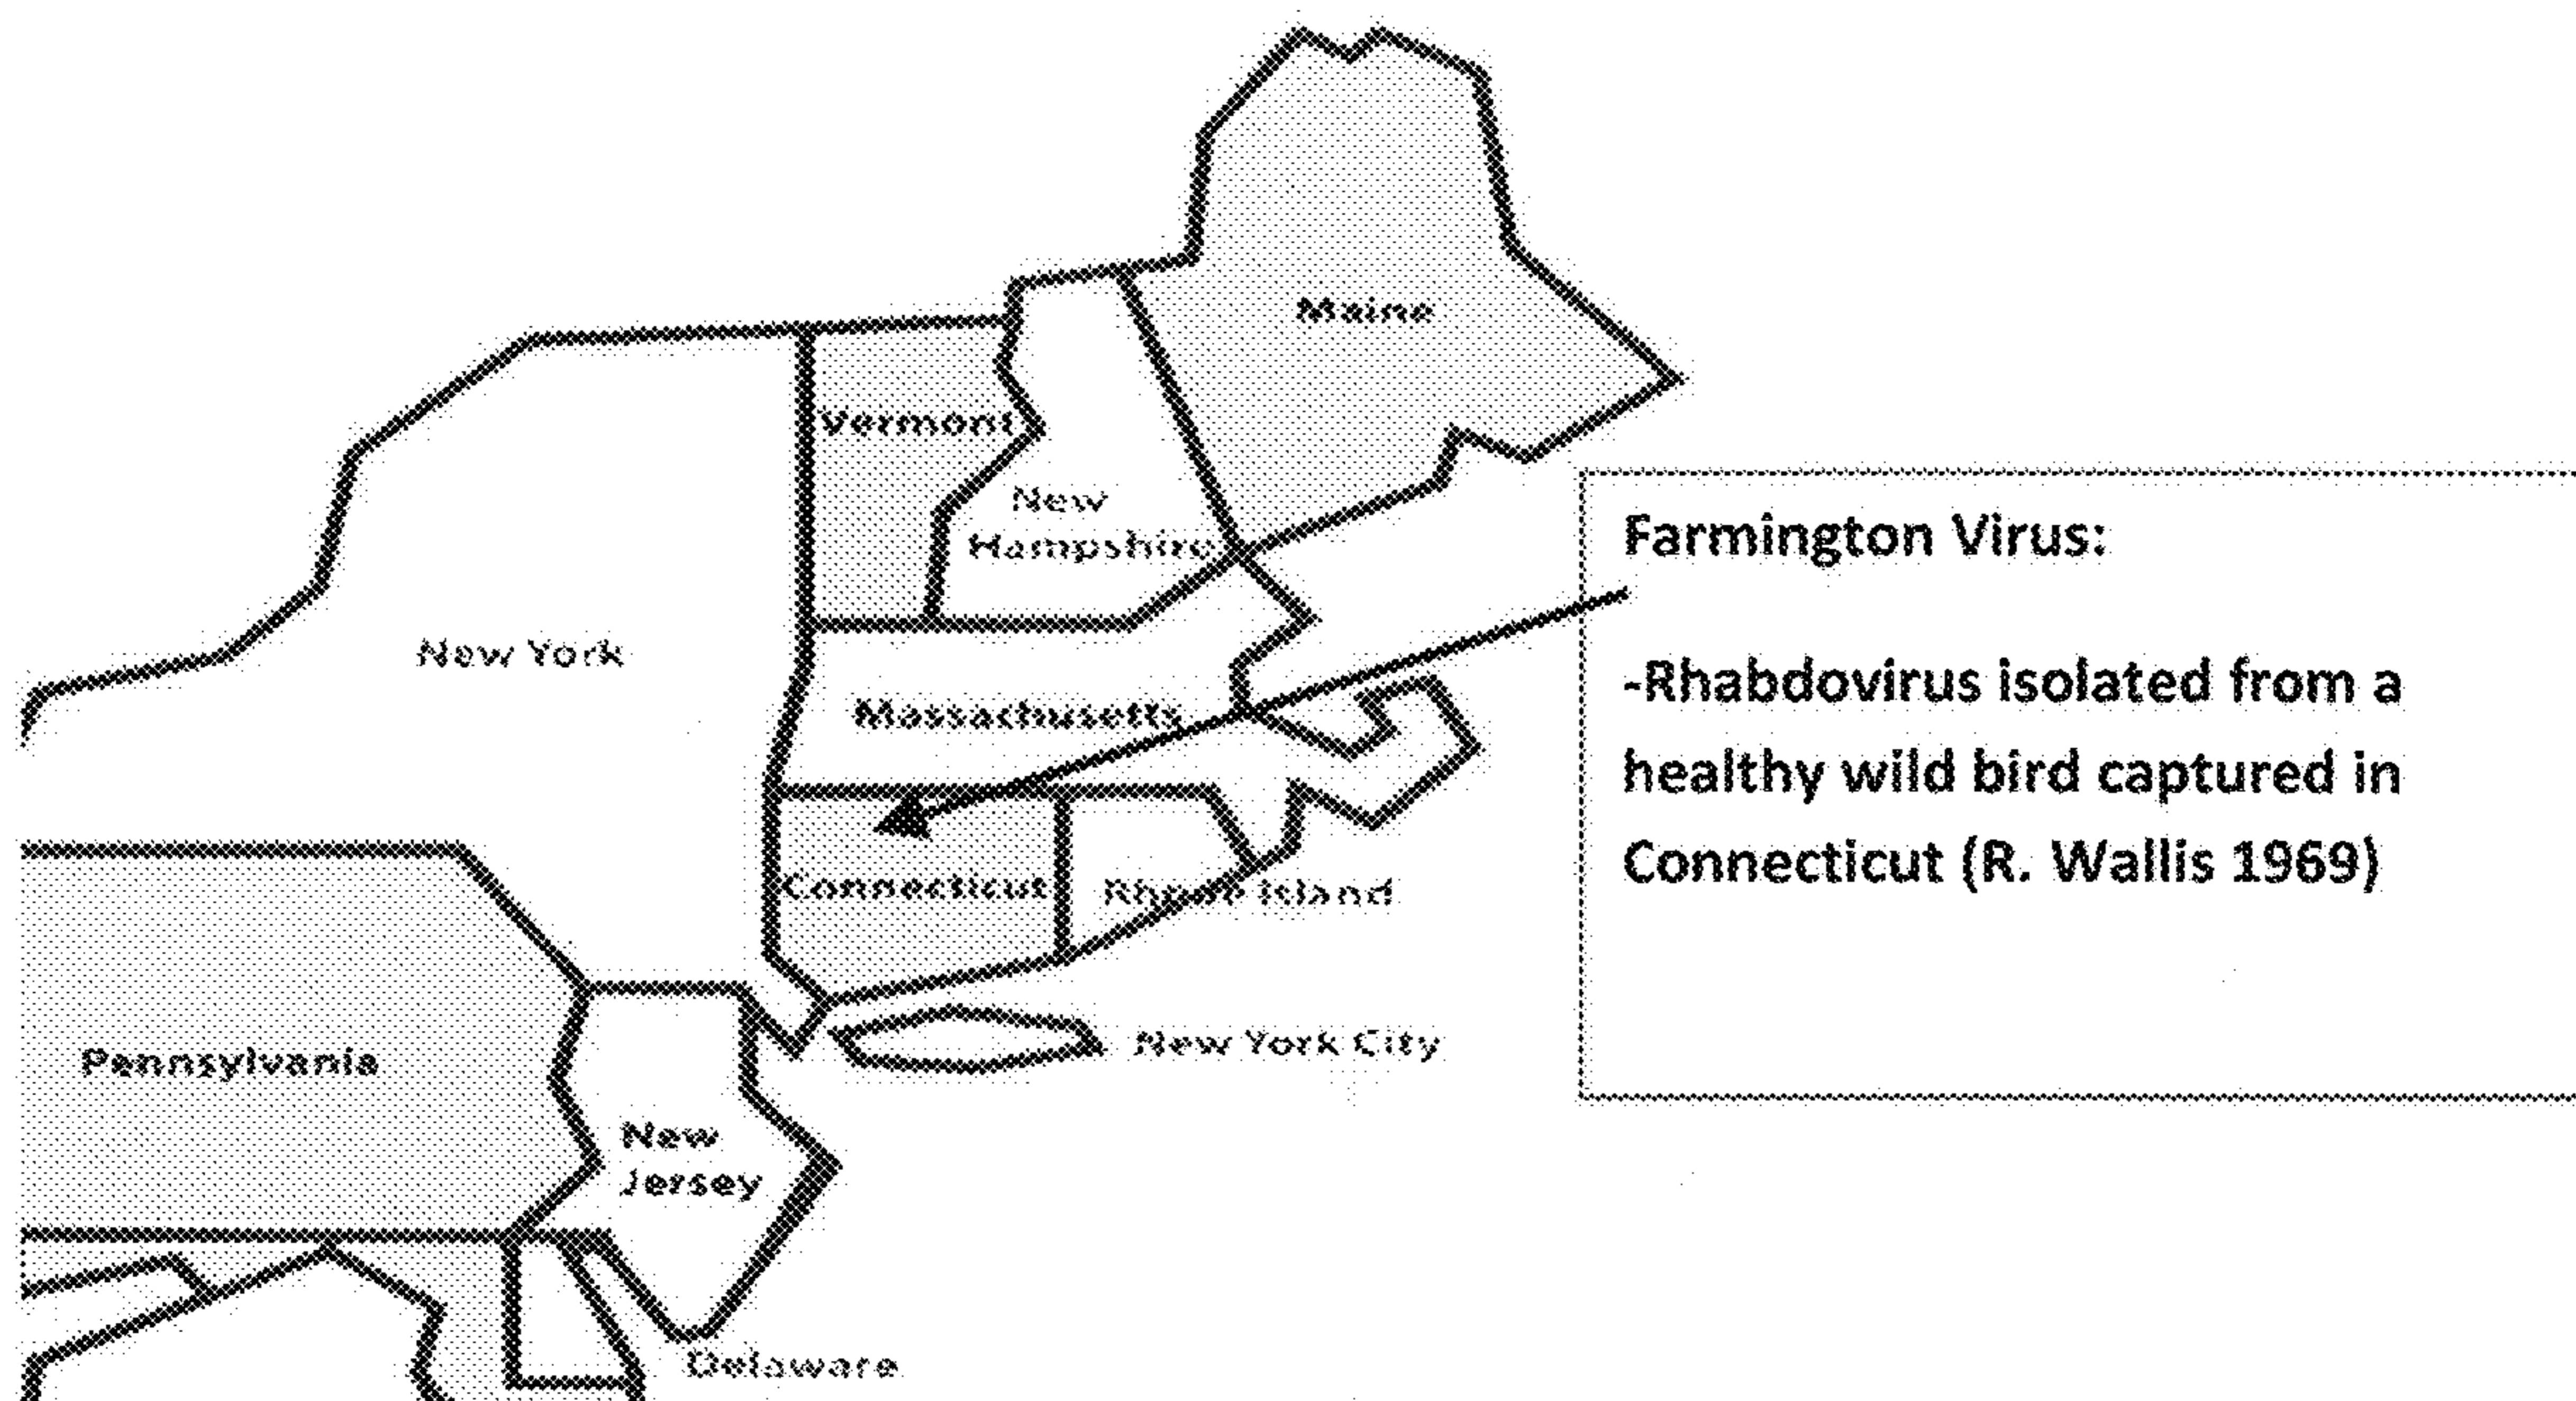 Maine
Vermont
New
Hampshire
New York
Massachusetts
Connecticut
Rhode Island
New York City
Pennsylvania
New
Jersey
Delaware
Farmington Virus:
-Rhabdovirus isolated from a
healthy wild bird captured in
Connecticut (R. Wallis 1969)